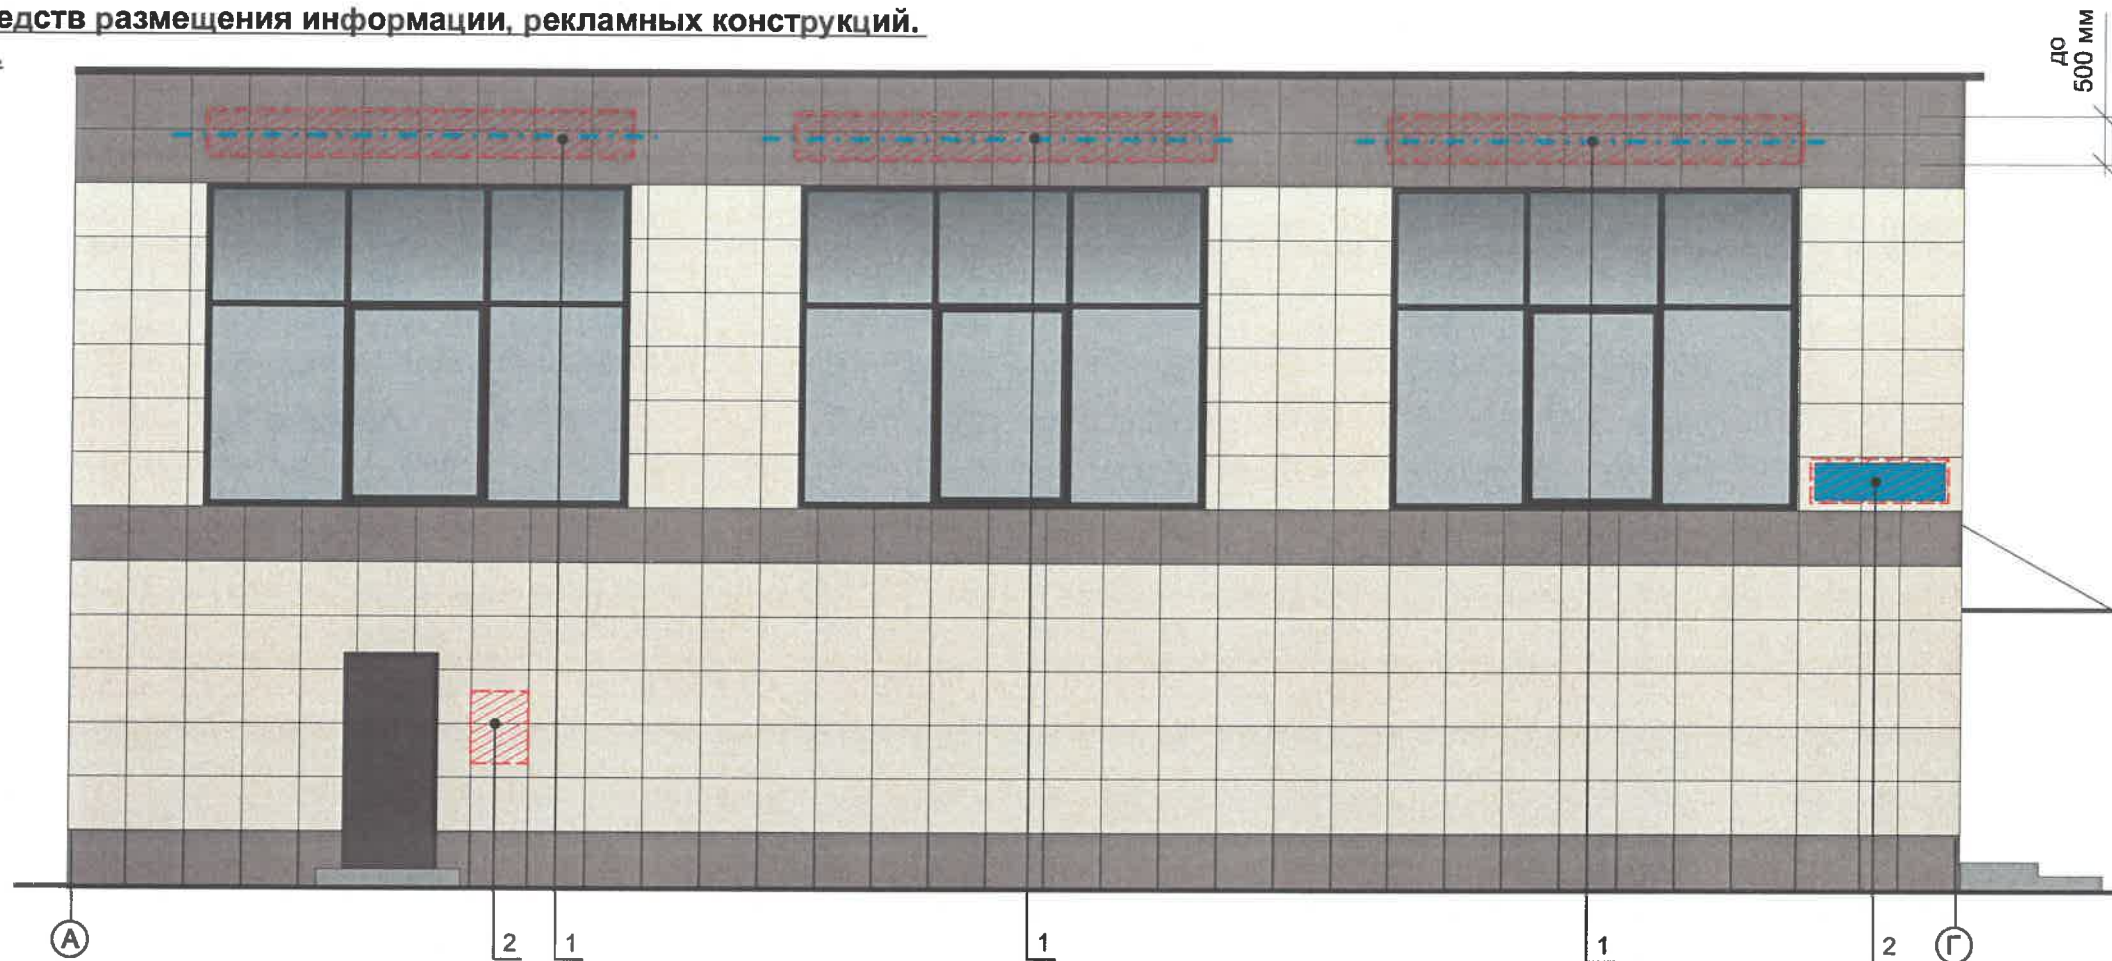 едств размещения информации, рекламных конструкций.
до
500 мм
А
2
1
1
1
2
Г